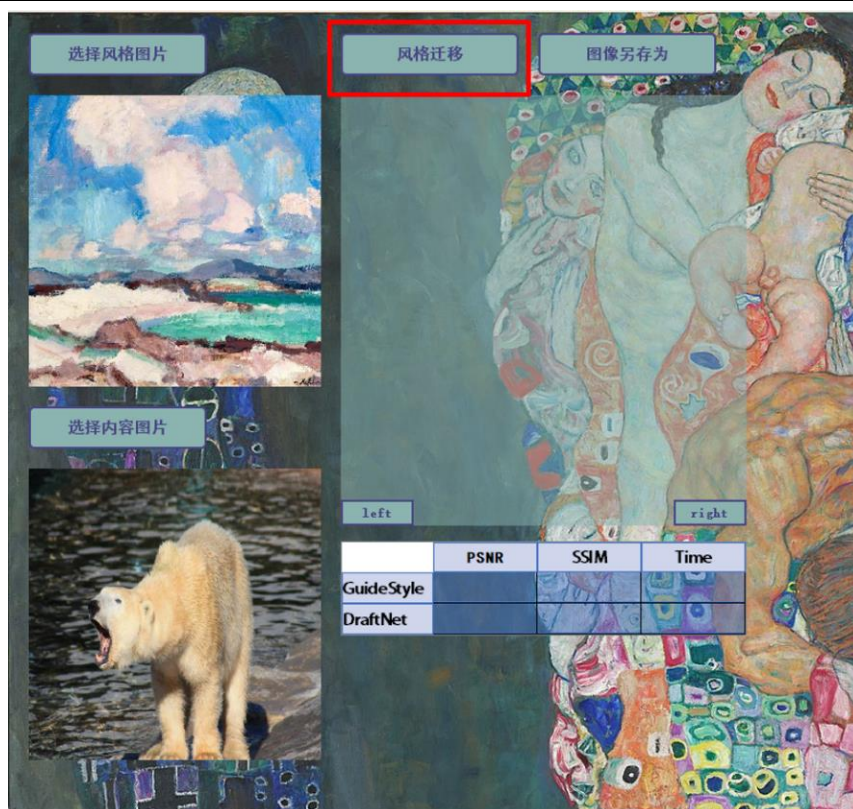 选择风格图片
风格迁移
图像另存为
选择内容图片
left
right
PSNR SSIM Time
GuideStyle
DraftNet